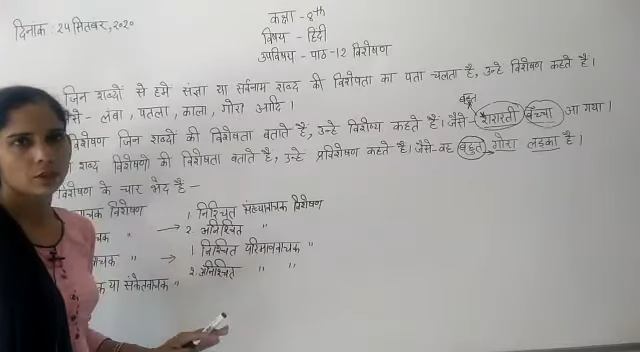 दिनांक : 24 सितंबर, २०२०
कक्षा - 8th
विषय - हिंदी
उपविषय - पाठ-12 विशेषण
जिन शब्दों से हमें संज्ञा या सर्वनाम शब्द की विशेषता का पता चलता है, उन्हे विशेषण कहते हैं।
जैसे- लंबा, पतला, काला, गोरा आदि।
बहुत
विशेषण जिन शब्दों की विशेषता बताते हैं, उन्हे विशेष्य कहते हैं। जैसे- शरारती बच्चा आ गया।
शब्द विशेषणों की विशेषता बताते है, उन्हे प्रविशेषण कहते है। जैसे- वह बहुत गोरा लड़का है।
विशेषण के चार भेद है -
वाचक विशेषण → 1. निश्चित संख्यावाचक विशेषण
" 2. अनिश्चित "
वाचक " → 1. निश्चित परिमाणवाचक "
2. अनिश्चित " "
या संकेतवाचक "